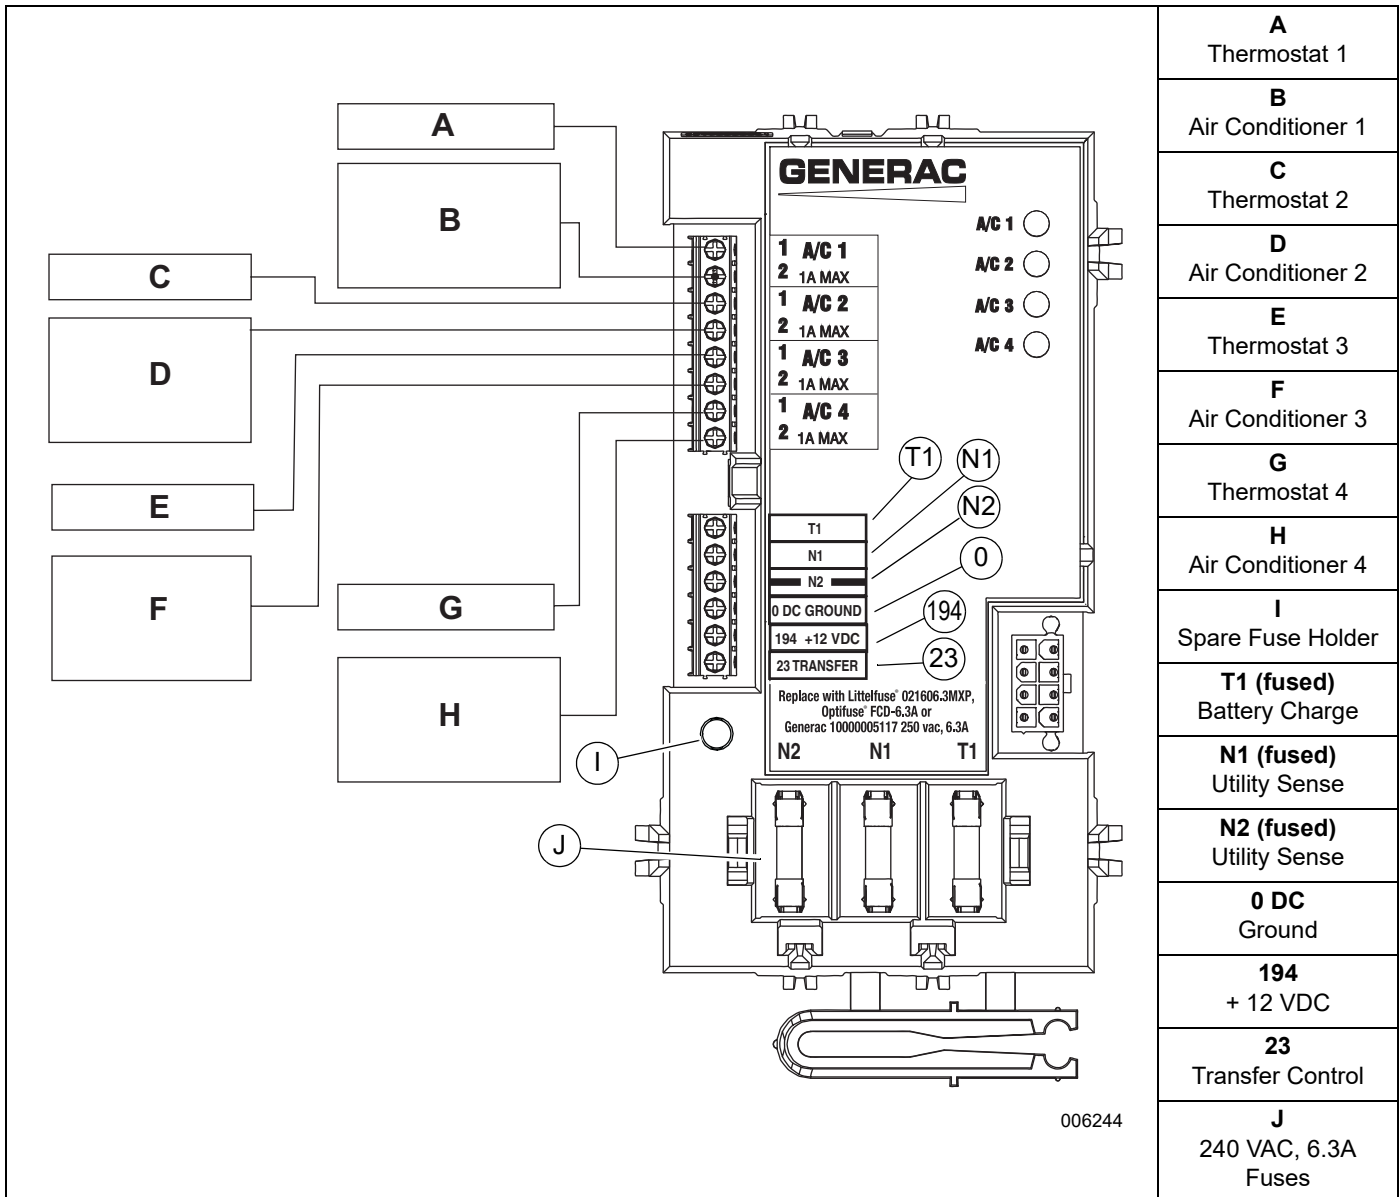 A
B
C
D
E
F
G
H
GENERAC
A/C 1
A/C 2
A/C 3
A/C 4
1 A/C 1
2 1A MAX
1 A/C 2
2 1A MAX
1 A/C 3
2 1A MAX
1 A/C 4
2 1A MAX
T1
N1
N2
0
194
23
T1
N1
N2
0 DC GROUND
194 +12 VDC
23 TRANSFER
Replace with Littelfuse® 021606.3MXP,
Optifuse® FCD-6.3A or
Generac 10000005117 250 vac, 6.3A
N2 N1 T1
I
J
006244
A
Thermostat 1
B
Air Conditioner 1
C
Thermostat 2
D
Air Conditioner 2
E
Thermostat 3
F
Air Conditioner 3
G
Thermostat 4
H
Air Conditioner 4
I
Spare Fuse Holder
T1 (fused)
Battery Charge
N1 (fused)
Utility Sense
N2 (fused)
Utility Sense
0 DC
Ground
194
+ 12 VDC
23
Transfer Control
J
240 VAC, 6.3A
Fuses